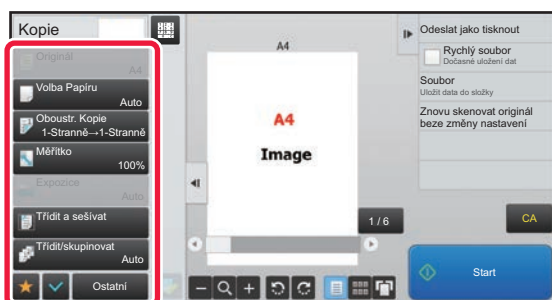 Kopie
Originál
A4
Volba Papíru
Auto
Oboustr. Kopie
1-Stranně→1-Stranně
Měřítko
100%
Expozice
Auto
Třídit a sešívat
Třídit/skupinovat
Auto
Ostatní
A4
A4
Image
1 / 6
Odeslat jako tisknout
Rychlý soubor
Dočasné uložení dat
Soubor
Uložit data do složky
Znovu skenovat originál
beze změny nastavení
CA
Start